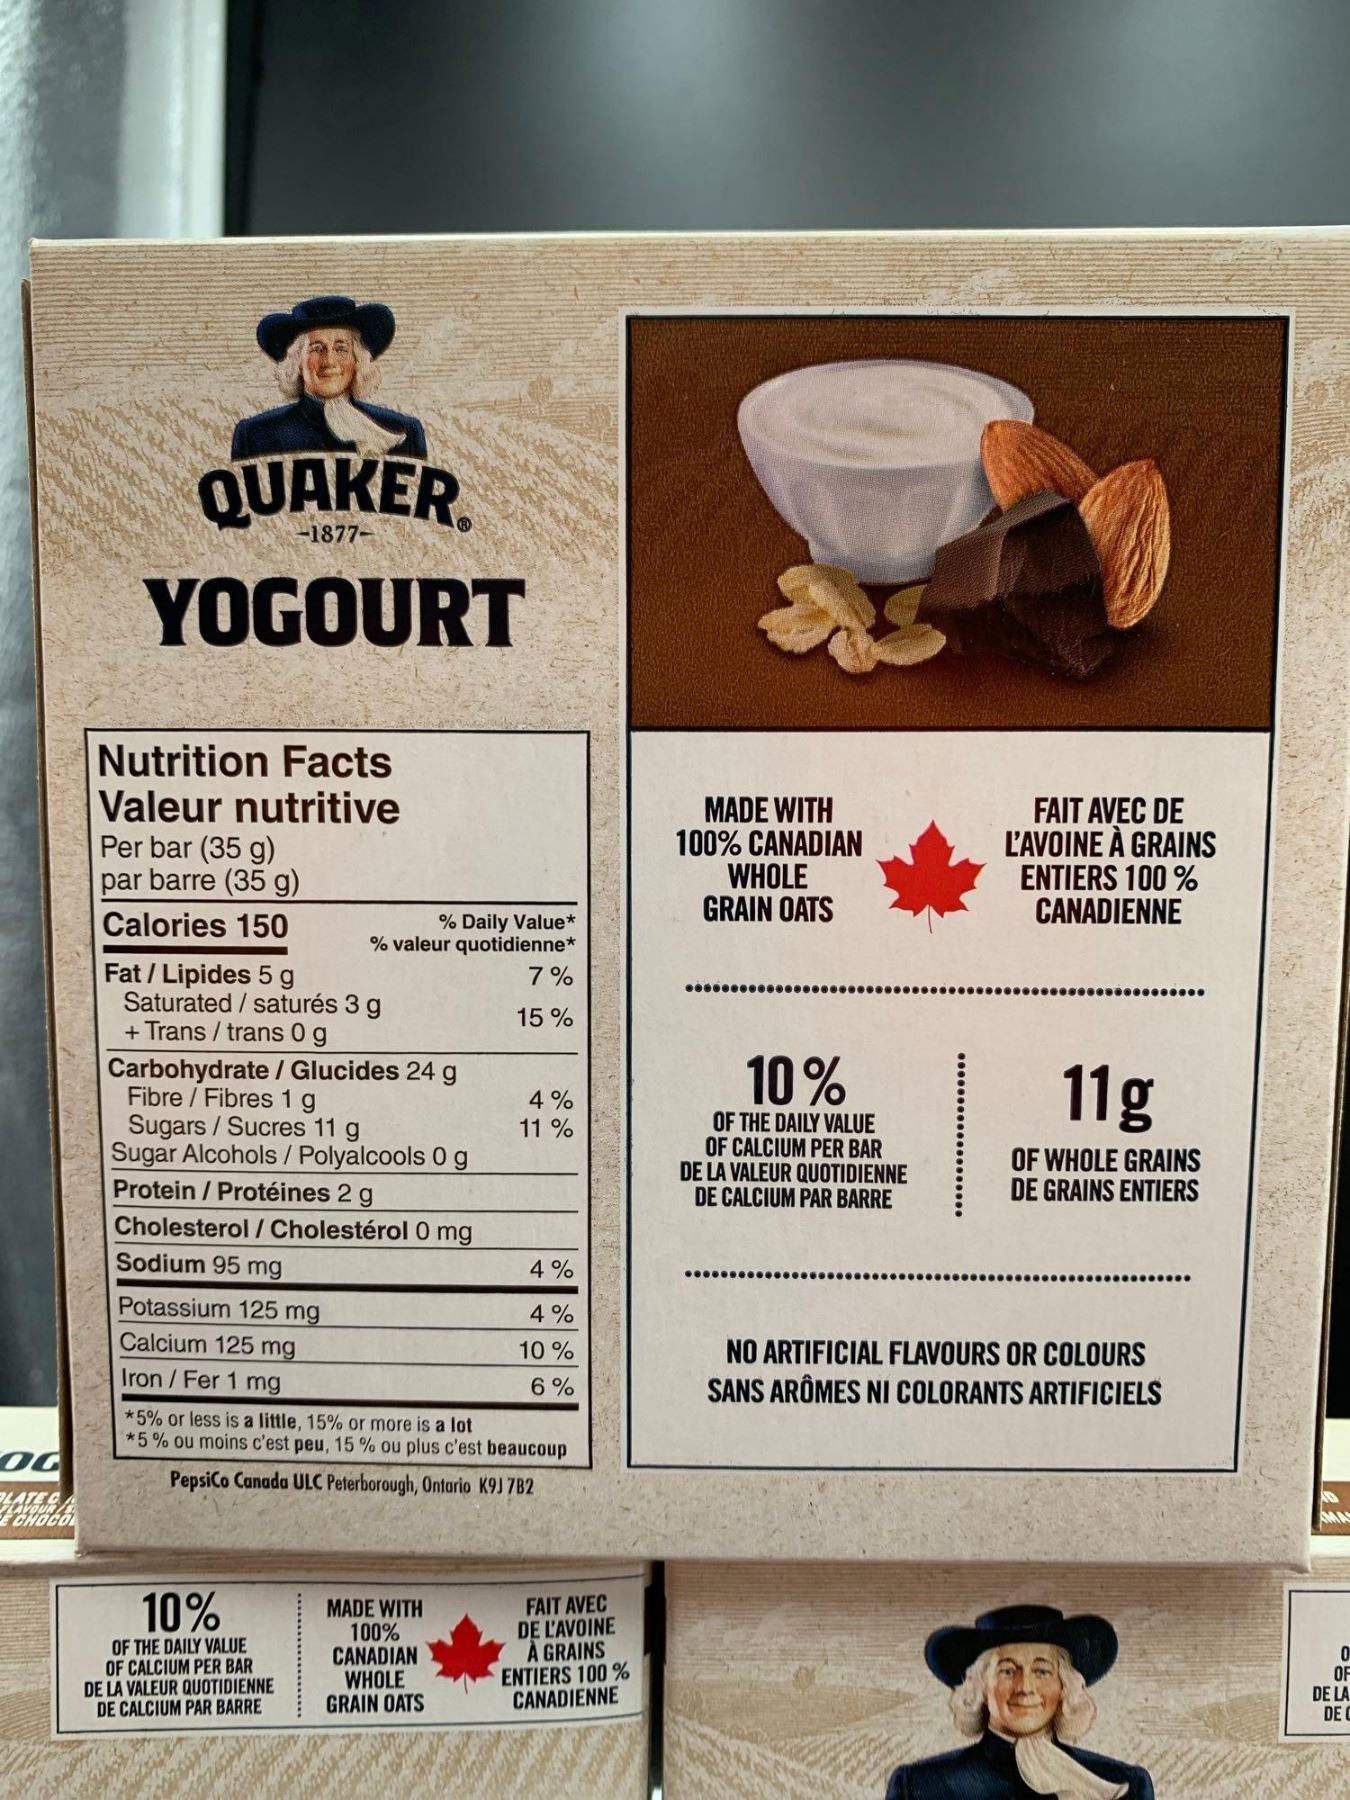 QUAKER®
-1877-
YOGOURT
Nutrition Facts
Valeur nutritive
Per bar (35 g)
par barre (35 g)
Calories 150
% Daily Value*
% valeur quotidienne*
Fat / Lipides 5 g 7 %
Saturated / saturés 3 g
+ Trans / trans 0 g 15 %
Carbohydrate / Glucides 24 g
Fibre / Fibres 1 g 4 %
Sugars / Sucres 11 g 11 %
Sugar Alcohols / Polyalcools 0 g
Protein / Protéines 2 g
Cholesterol / Cholestérol 0 mg
Sodium 95 mg 4 %
Potassium 125 mg 4 %
Calcium 125 mg 10 %
Iron / Fer 1 mg 6 %
*5% or less is a little, 15% or more is a lot
*5 % ou moins c'est peu, 15 % ou plus c'est beaucoup
PepsiCo Canada ULC Peterborough, Ontario K9J 7B2
MADE WITH
100% CANADIAN
WHOLE
GRAIN OATS
FAIT AVEC DE
L'AVOINE À GRAINS
ENTIERS 100 %
CANADIENNE
10 %
OF THE DAILY VALUE
OF CALCIUM PER BAR
DE LA VALEUR QUOTIDIENNE
DE CALCIUM PAR BARRE
11g
OF WHOLE GRAINS
DE GRAINS ENTIERS
NO ARTIFICIAL FLAVOURS OR COLOURS
SANS ARÔMES NI COLORANTS ARTIFICIELS
10%
OF THE DAILY VALUE
OF CALCIUM PER BAR
DE LA VALEUR QUOTIDIENNE
DE CALCIUM PAR BARRE
MADE WITH
100%
CANADIAN
WHOLE
GRAIN OATS
FAIT AVEC
DE L'AVOINE
À GRAINS
ENTIERS 100 %
CANADIENNE
OF
DE LA